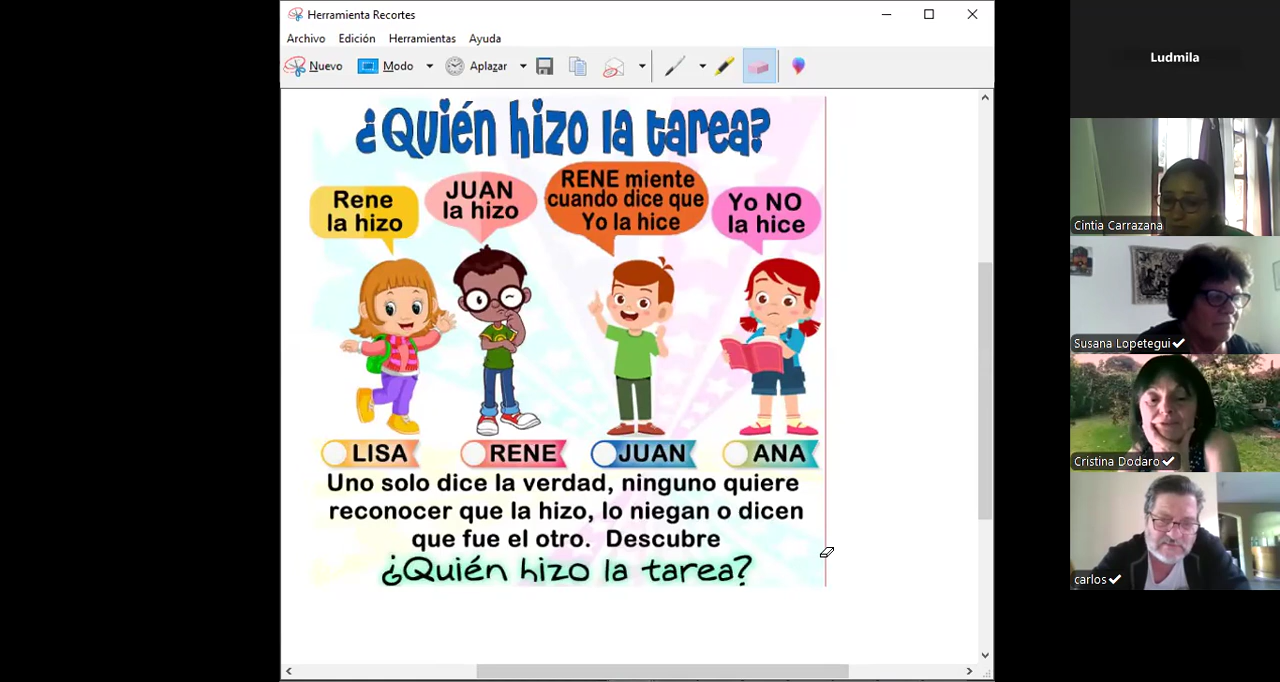 Herramienta Recortes
Archivo Edición Herramientas Ayuda
Nuevo Modo Aplazar
¿Quién hizo la tarea?
Rene
la hizo
JUAN
la hizo
RENE miente
cuando dice que
Yo la hice
Yo NO
la hice
LISA RENE JUAN ANA
Uno solo dice la verdad, ninguno quiere
reconocer que la hizo, lo niegan o dicen
que fue el otro. Descubre
¿Quién hizo la tarea?
Ludmila
Cintia Carrazana
Susana Lopetegui
Cristina Dodaro
carlos